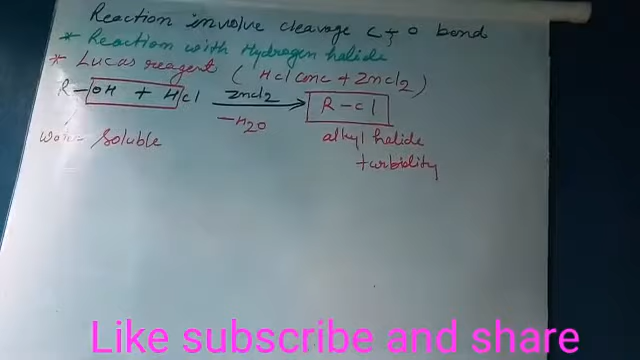 Reaction involve cleavage C ⌇ O bond
* Reaction with Hydrogen halide
* Lucas reagent ( Hcl conc + Zncl2 )
R - OH + H cl Zncl2 → R - cl
- H2O
water soluble alkyl halide
turbidity
Like subscribe and share